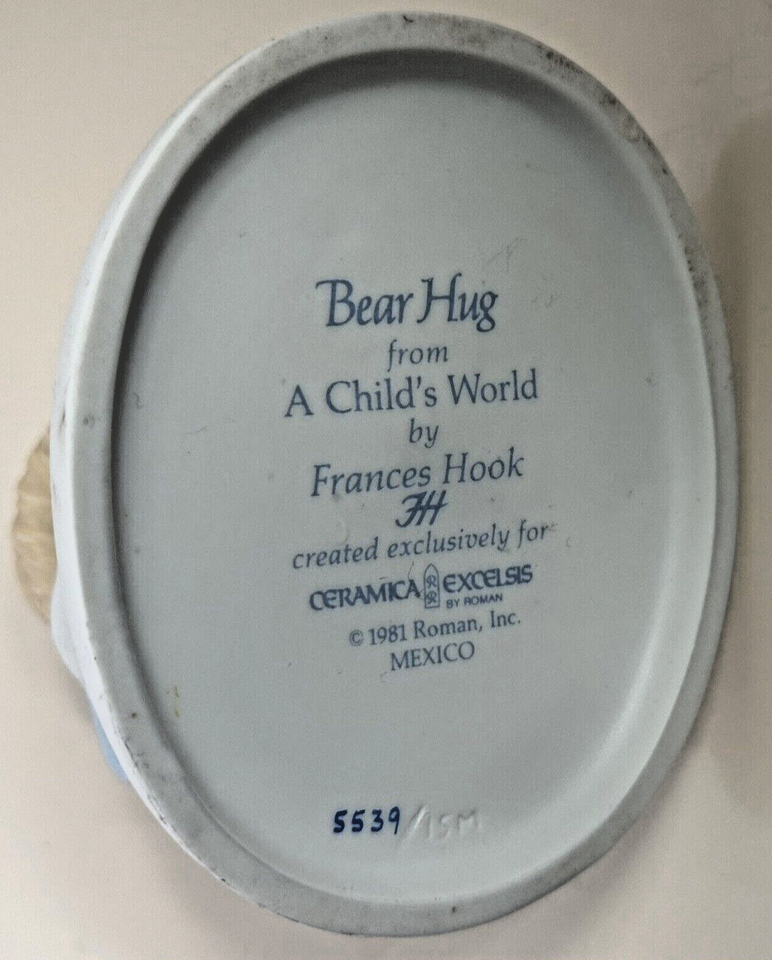 Bear Hug
from
A Child's World
by
Frances Hook
FH
created exclusively for
CERAMICA EXCELSIS
BY ROMAN
© 1981 Roman, Inc.
MEXICO
5539/15M